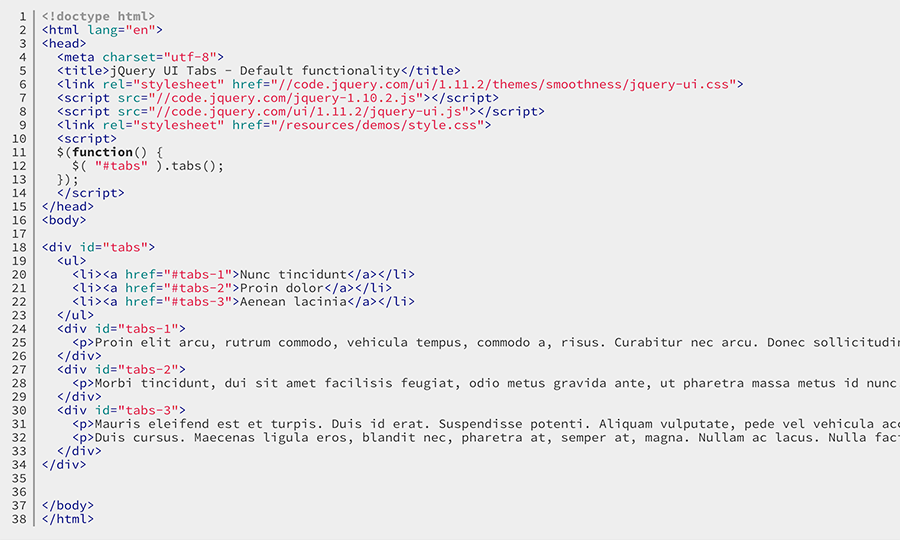 1 <!doctype html>
2 <html lang="en">
3 <head>
4   <meta charset="utf-8">
5   <title>jQuery UI Tabs - Default functionality</title>
6   <link rel="stylesheet" href="//code.jquery.com/ui/1.11.2/themes/smoothness/jquery-ui.css">
7   <script src="//code.jquery.com/jquery-1.10.2.js"></script>
8   <script src="//code.jquery.com/ui/1.11.2/jquery-ui.js"></script>
9   <link rel="stylesheet" href="/resources/demos/style.css">
10   <script>
11   $(function() {
12     $( "#tabs" ).tabs();
13   });
14   </script>
15 </head>
16 <body>
17
18 <div id="tabs">
19   <ul>
20     <li><a href="#tabs-1">Nunc tincidunt</a></li>
21     <li><a href="#tabs-2">Proin dolor</a></li>
22     <li><a href="#tabs-3">Aenean lacinia</a></li>
23   </ul>
24   <div id="tabs-1">
25     <p>Proin elit arcu, rutrum commodo, vehicula tempus, commodo a, risus. Curabitur nec arcu. Donec sollicitudin
26   </div>
27   <div id="tabs-2">
28     <p>Morbi tincidunt, dui sit amet facilisis feugiat, odio metus gravida ante, ut pharetra massa metus id nunc
29   </div>
30   <div id="tabs-3">
31     <p>Mauris eleifend est et turpis. Duis id erat. Suspendisse potenti. Aliquam vulputate, pede vel vehicula acc
32     <p>Duis cursus. Maecenas ligula eros, blandit nec, pharetra at, semper at, magna. Nullam ac lacus. Nulla faci
33   </div>
34 </div>
35
36
37 </body>
38 </html>